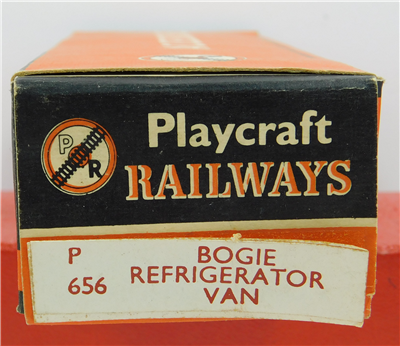 P
R
Playcraft
RAILWAYS
P BOGIE
656 REFRIGERATOR
VAN